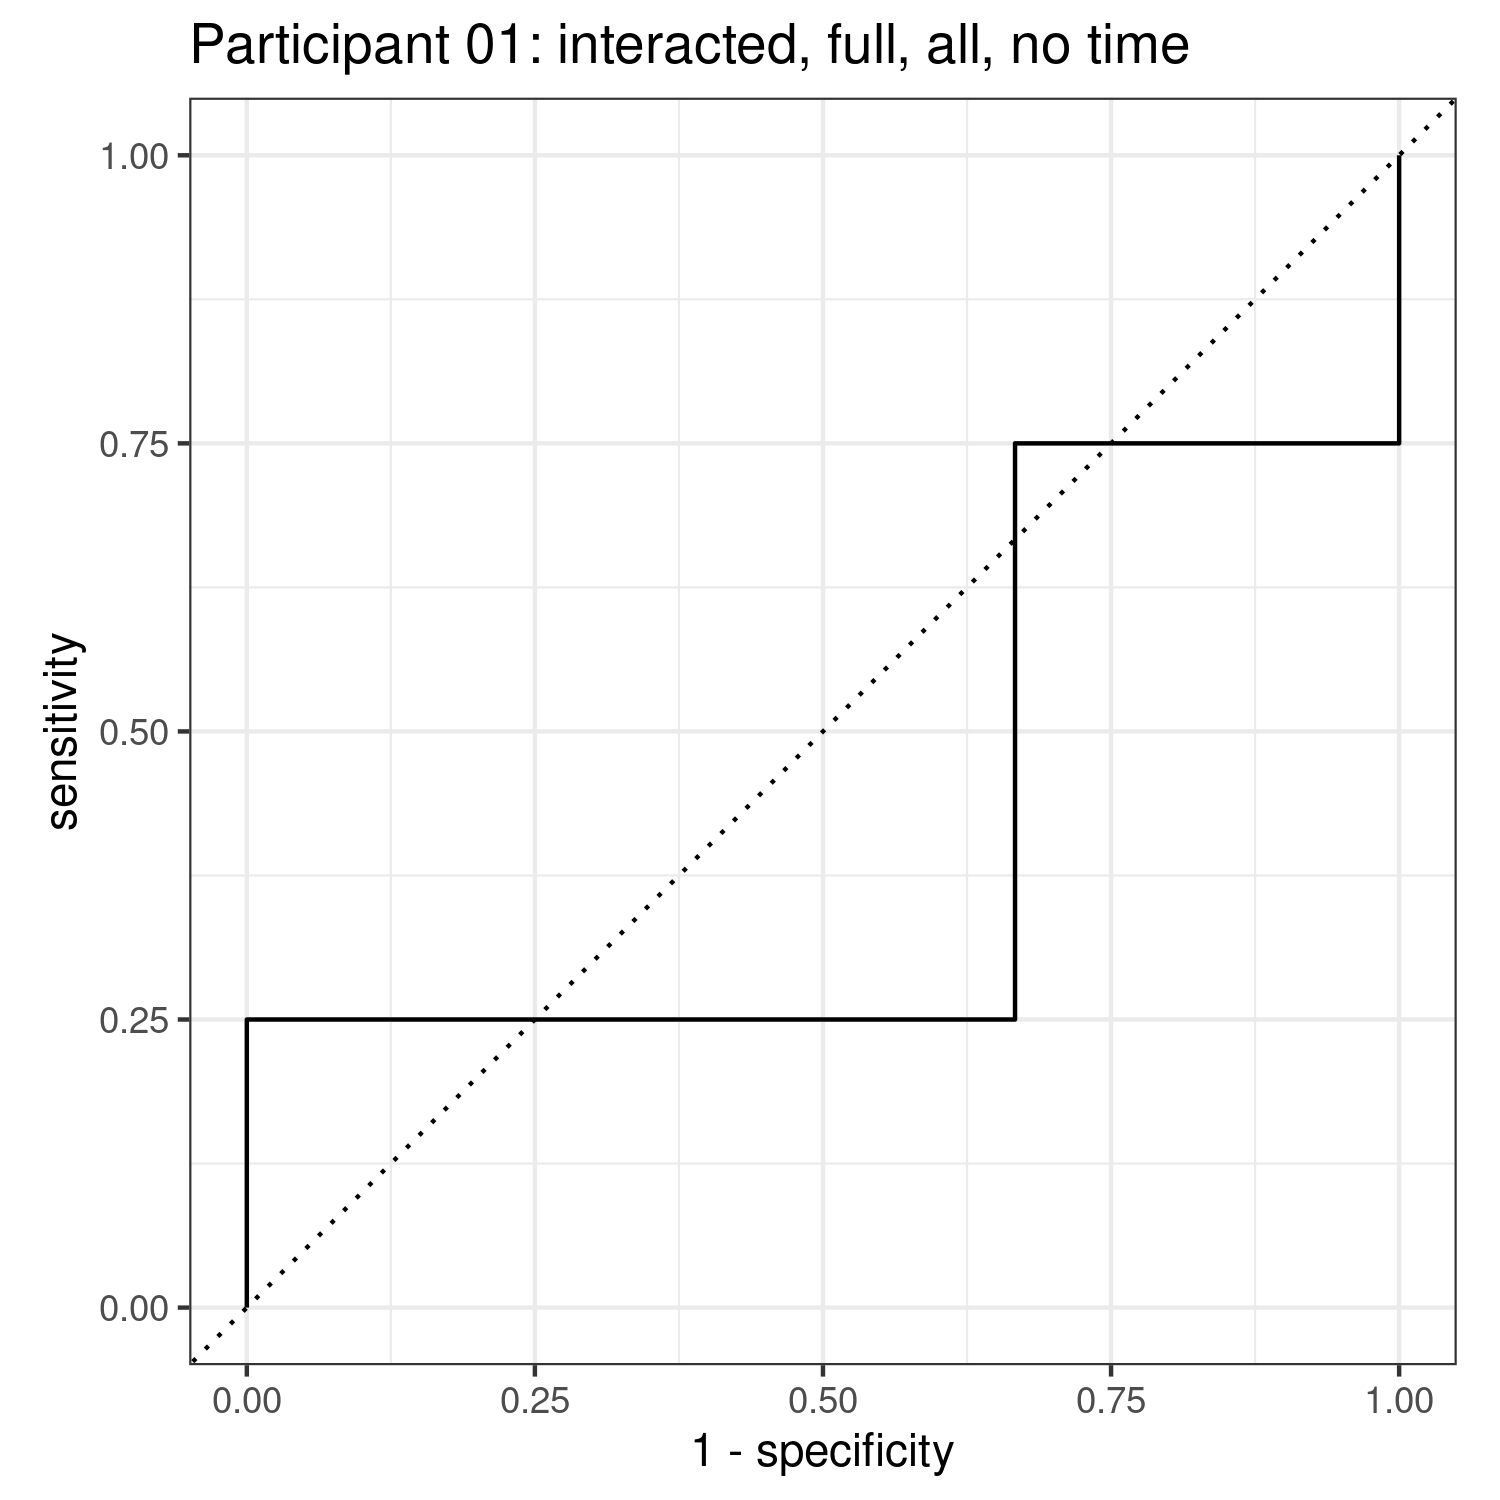 Participant 01: interacted, full, all, no time
1.00
0.75
0.50
0.25
0.00
sensitivity
0.00 0.25 0.50 0.75 1.00
1 - specificity